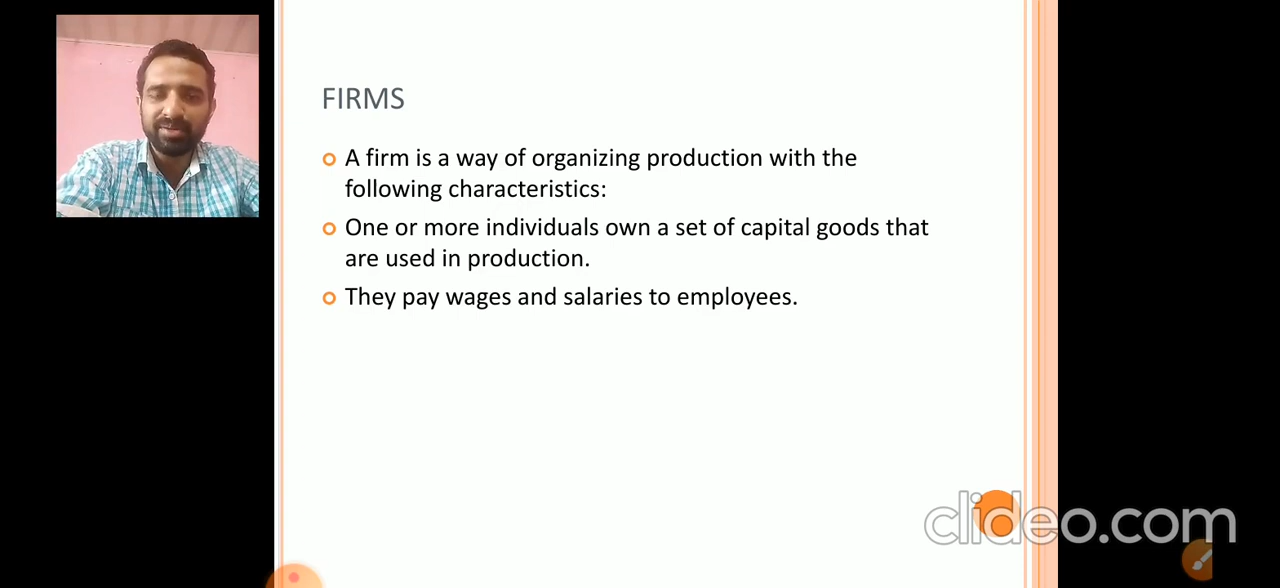 FIRMS
A firm is a way of organizing production with the
following characteristics:
One or more individuals own a set of capital goods that
are used in production.
They pay wages and salaries to employees.
clideo.com